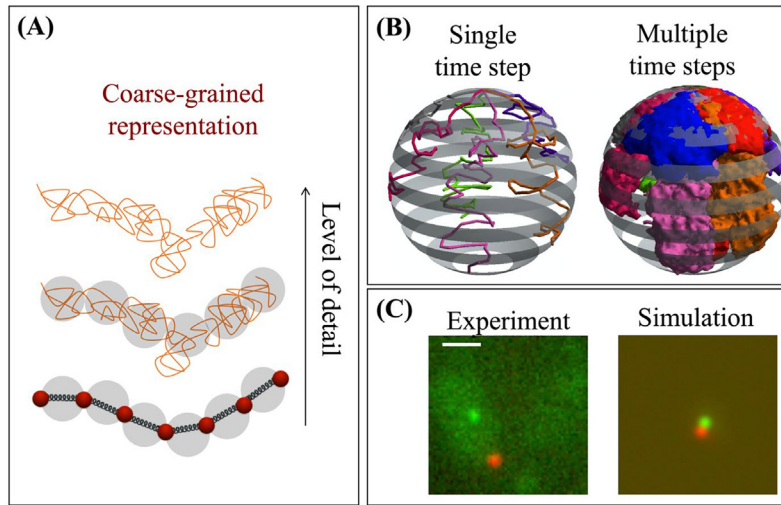 (A)
Coarse-grained
representation
Level of detail
(B)
Single
time step
Multiple
time steps
(C)
Experiment
Simulation